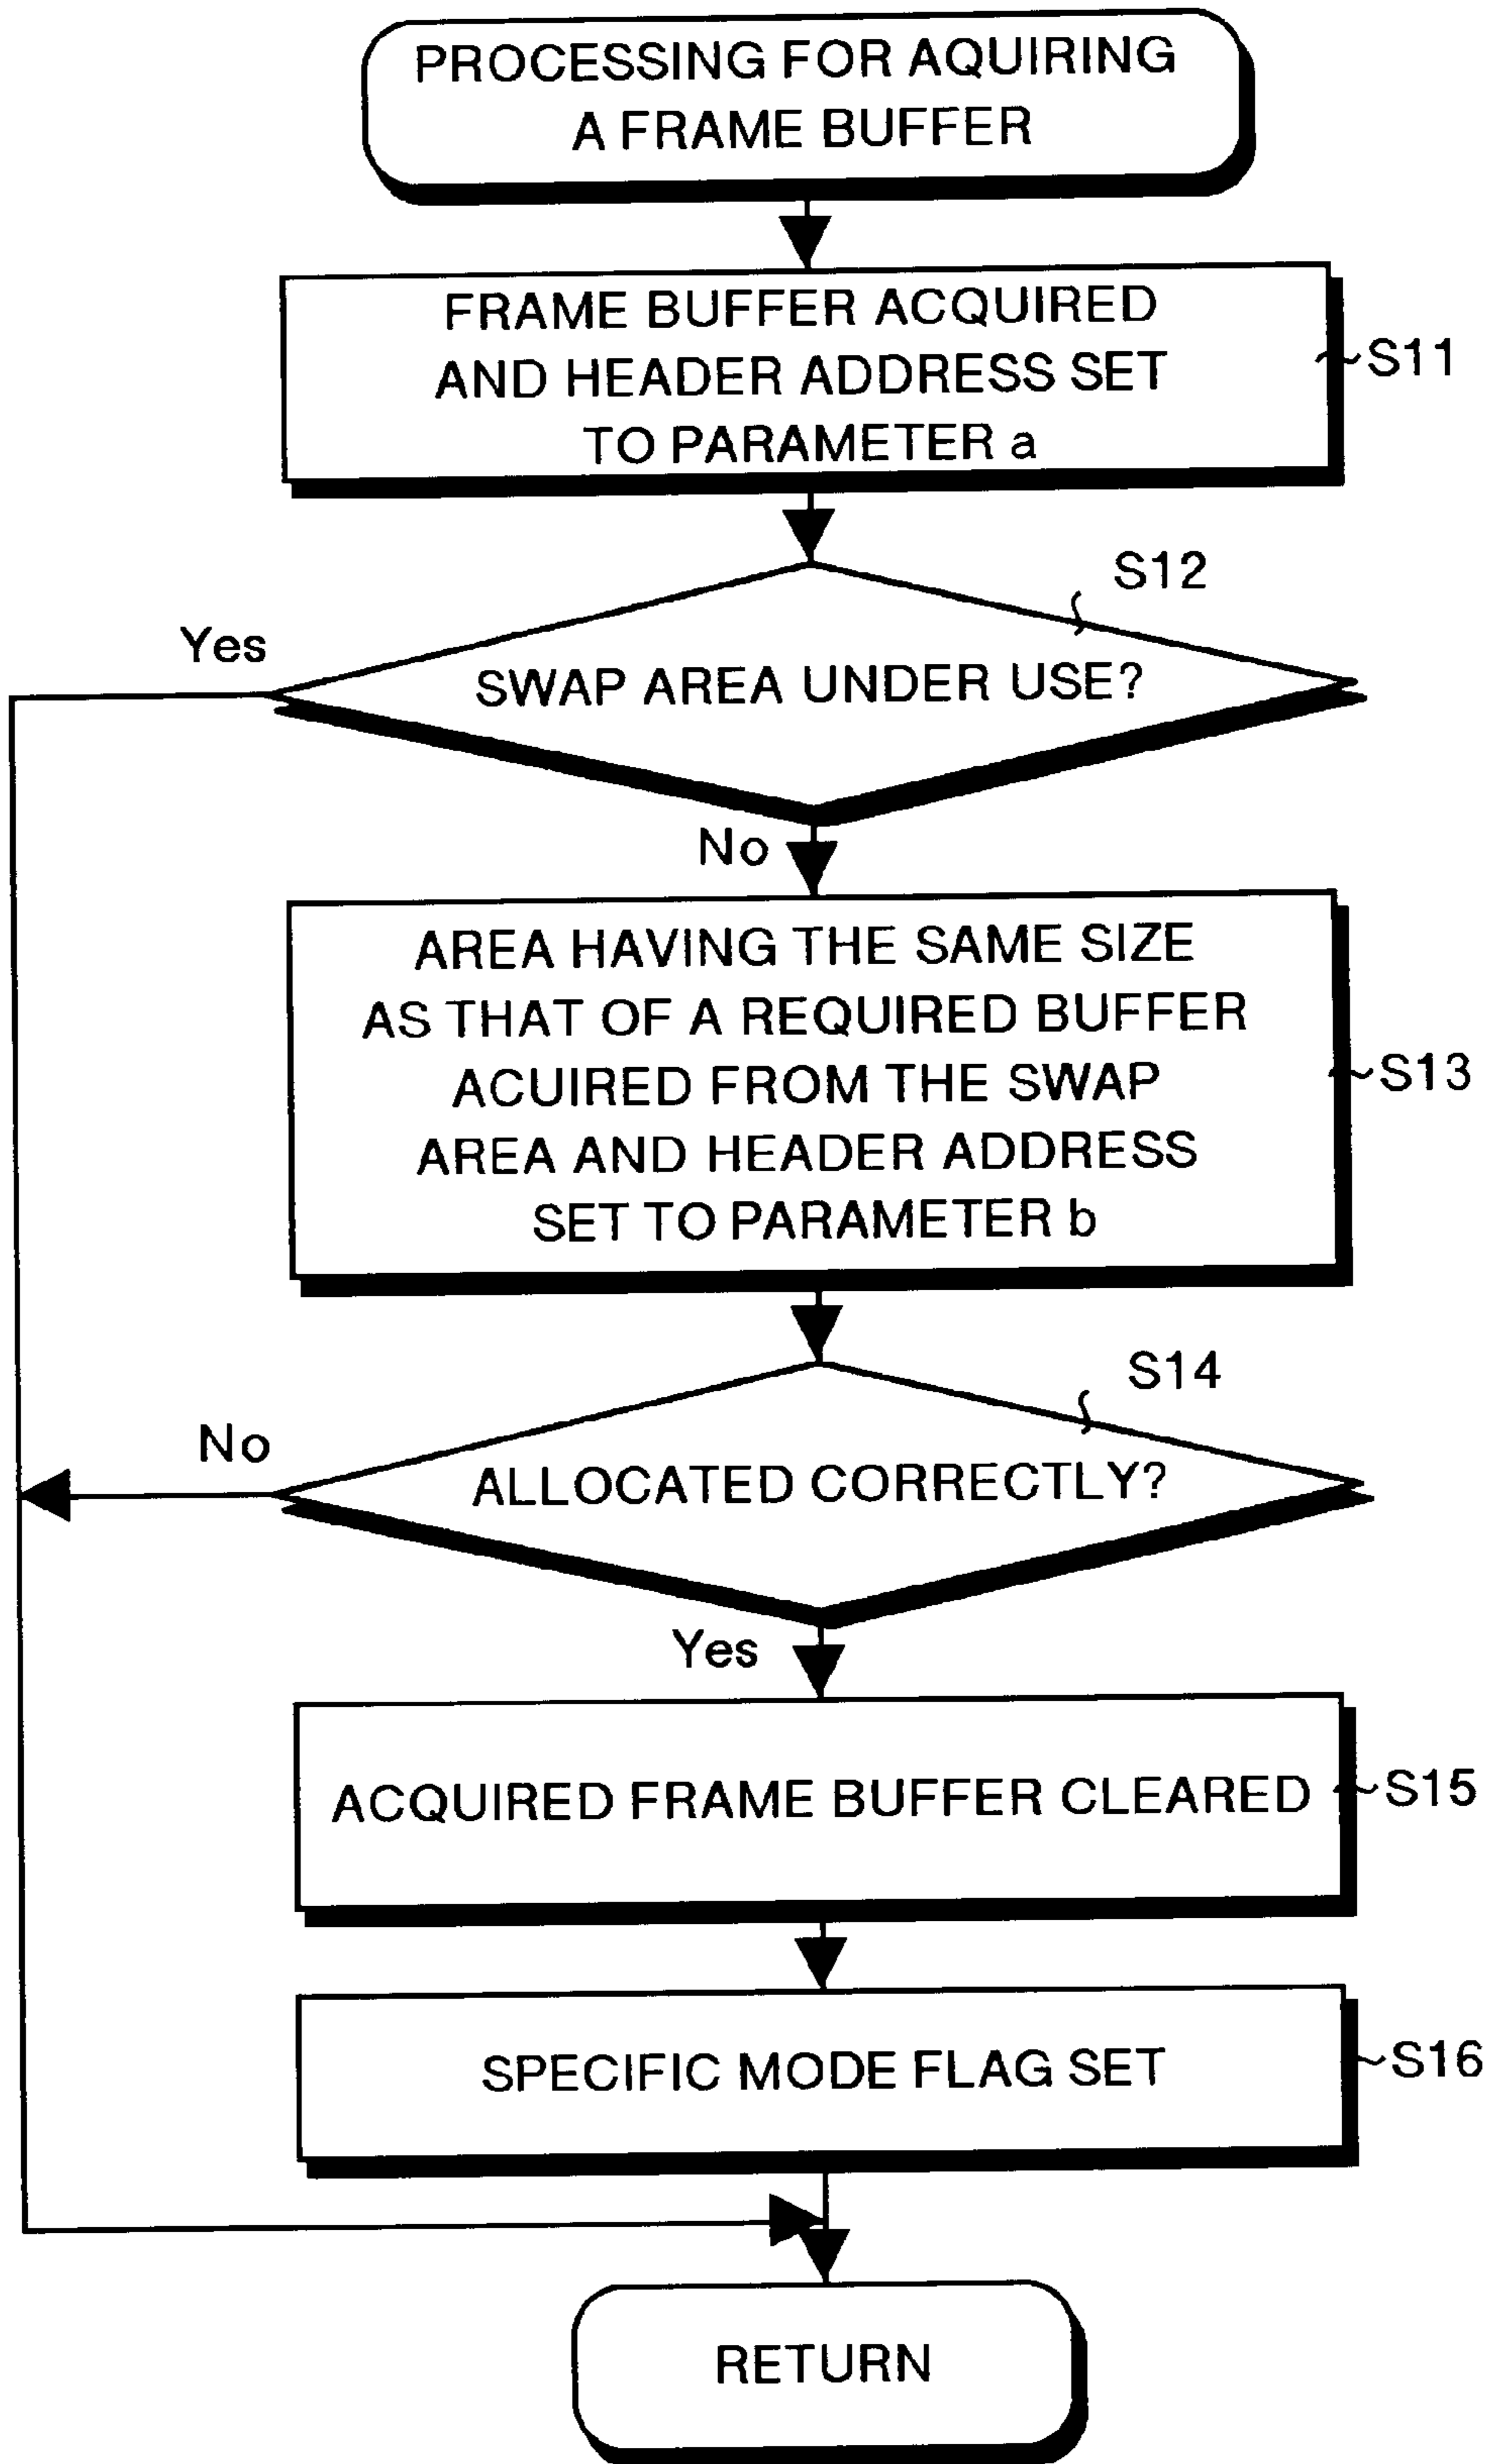 PROCESSING FOR AQUIRING
A FRAME BUFFER
FRAME BUFFER ACQUIRED
AND HEADER ADDRESS SET
TO PARAMETER a
S11
S12
Yes
SWAP AREA UNDER USE?
No
AREA HAVING THE SAME SIZE
AS THAT OF A REQUIRED BUFFER
ACUIRED FROM THE SWAP
AREA AND HEADER ADDRESS
SET TO PARAMETER b
S13
S14
No
ALLOCATED CORRECTLY?
Yes
ACQUIRED FRAME BUFFER CLEARED
S15
SPECIFIC MODE FLAG SET
S16
RETURN